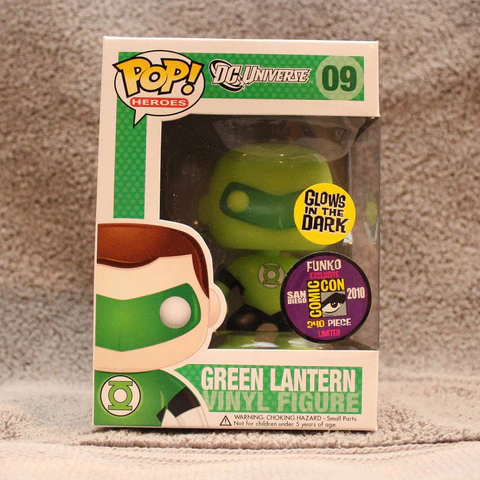 POP!
HEROES
DC UNIVERSE
09
GLOWS
IN THE
DARK
FUNKO
EXCLUSIVE
SAN DIEGO COMIC CON 2010
240 PIECE
LIMITED
GREEN LANTERN
VINYL FIGURE
WARNING: CHOKING HAZARD - Small Parts.
Not for children under 5 years of age.